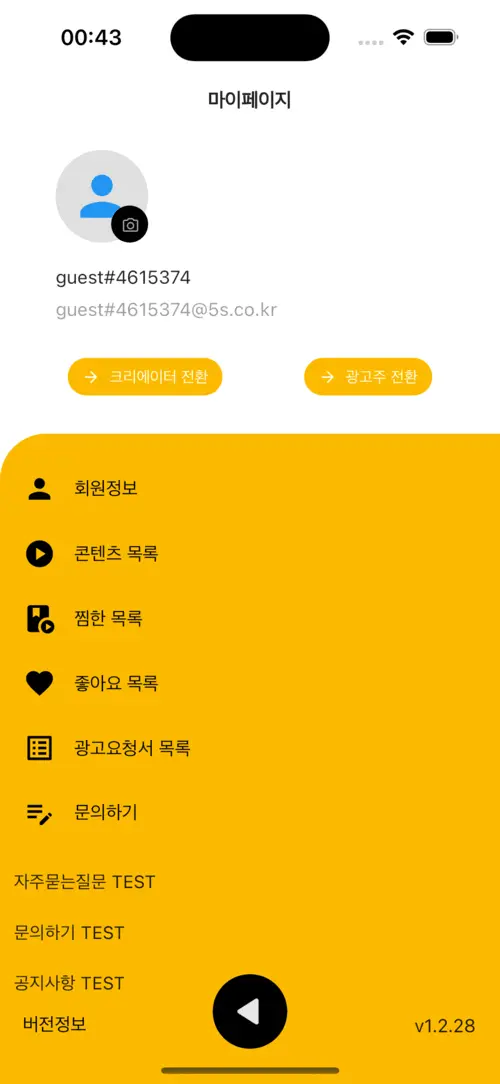 00:43
마이페이지
guest#4615374
guest#4615374@5s.co.kr
크리에이터 전환
광고주 전환
회원정보
콘텐츠 목록
찜한 목록
좋아요 목록
광고요청서 목록
문의하기
자주묻는질문 TEST
문의하기 TEST
공지사항 TEST
버전정보
v1.2.28